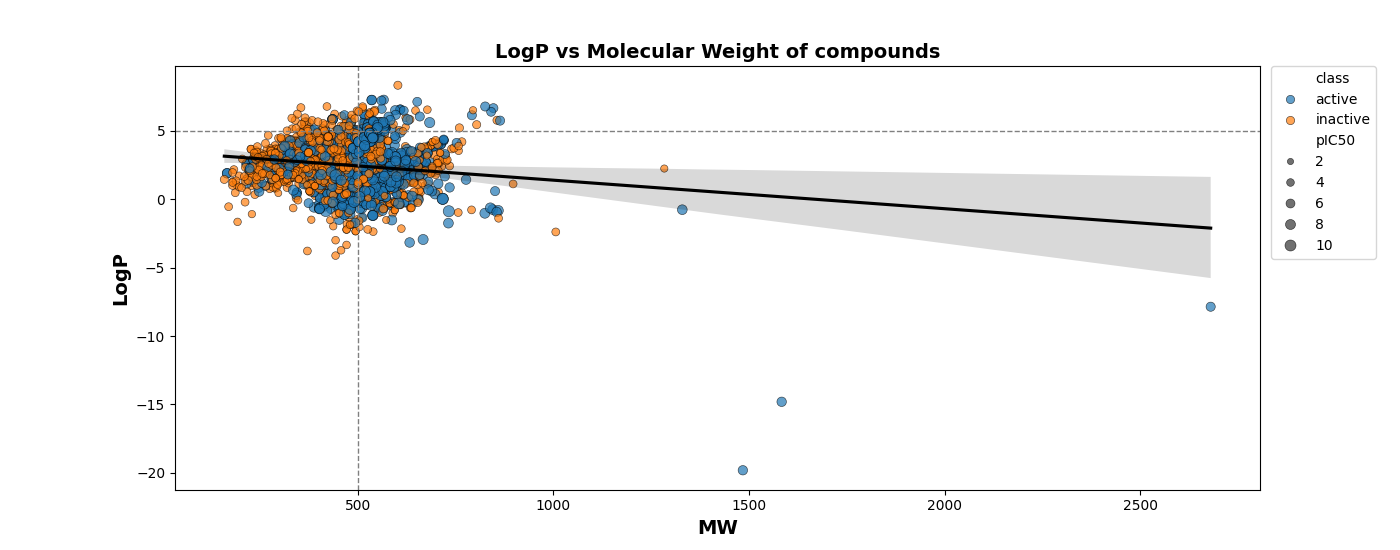 LogP vs Molecular Weight of compounds
LogP
5
0
−5
−10
−15
−20
500
1000
1500
2000
2500
MW
class
active
inactive
pIC50
2
4
6
8
10